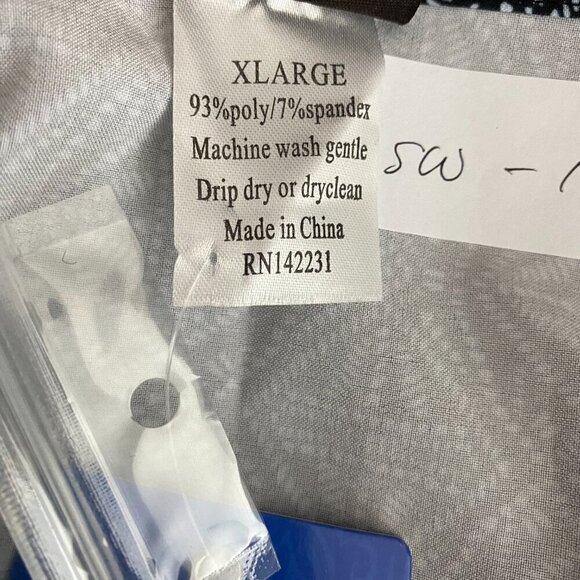 XLARGE
93%poly/7%spandex
Machine wash gentle
Drip dry or dryclean
Made in China
RN142231
SW -